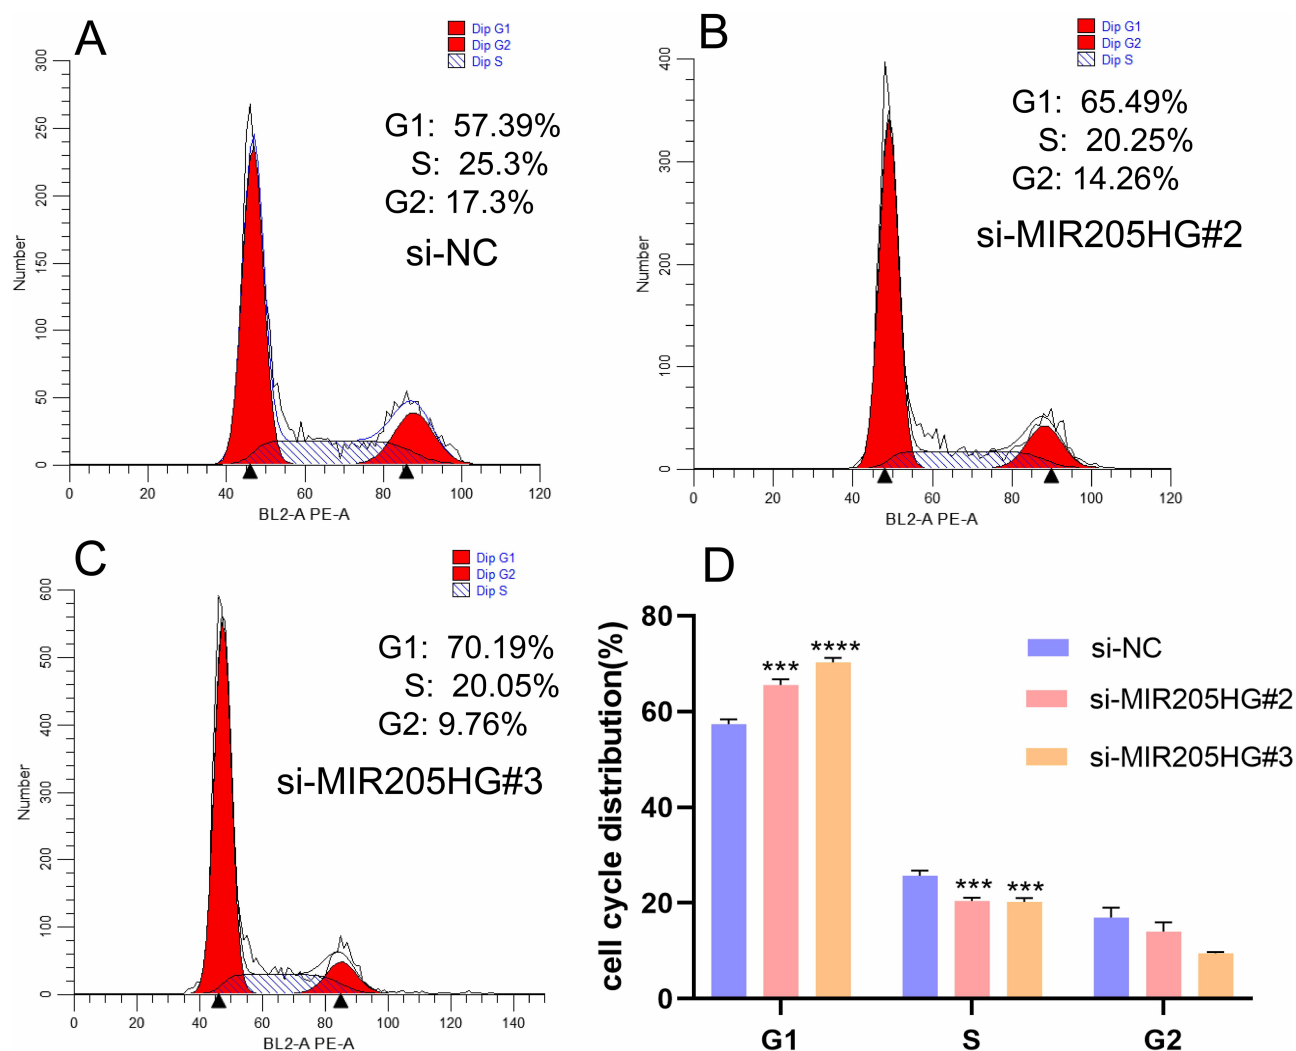 A
Dip G1
Dip G2
Dip S
300
250
200
150
100
50
0
Number
G1: 57.39%
S: 25.3%
G2: 17.3%
si-NC
0 20 40 60 80 100 120
BL2-A PE-A
B
Dip G1
Dip G2
Dip S
400
300
200
100
0
Number
G1: 65.49%
S: 20.25%
G2: 14.26%
si-MIR205HG#2
0 20 40 60 80 100 120
BL2-A PE-A
C
Dip G1
Dip G2
Dip S
600
500
400
300
200
100
0
Number
G1: 70.19%
S: 20.05%
G2: 9.76%
si-MIR205HG#3
0 20 40 60 80 100 120 140
BL2-A PE-A
D
80
60
40
20
0
cell cycle distribution(%)
*** ****
*** ***
si-NC
si-MIR205HG#2
si-MIR205HG#3
G1 S G2